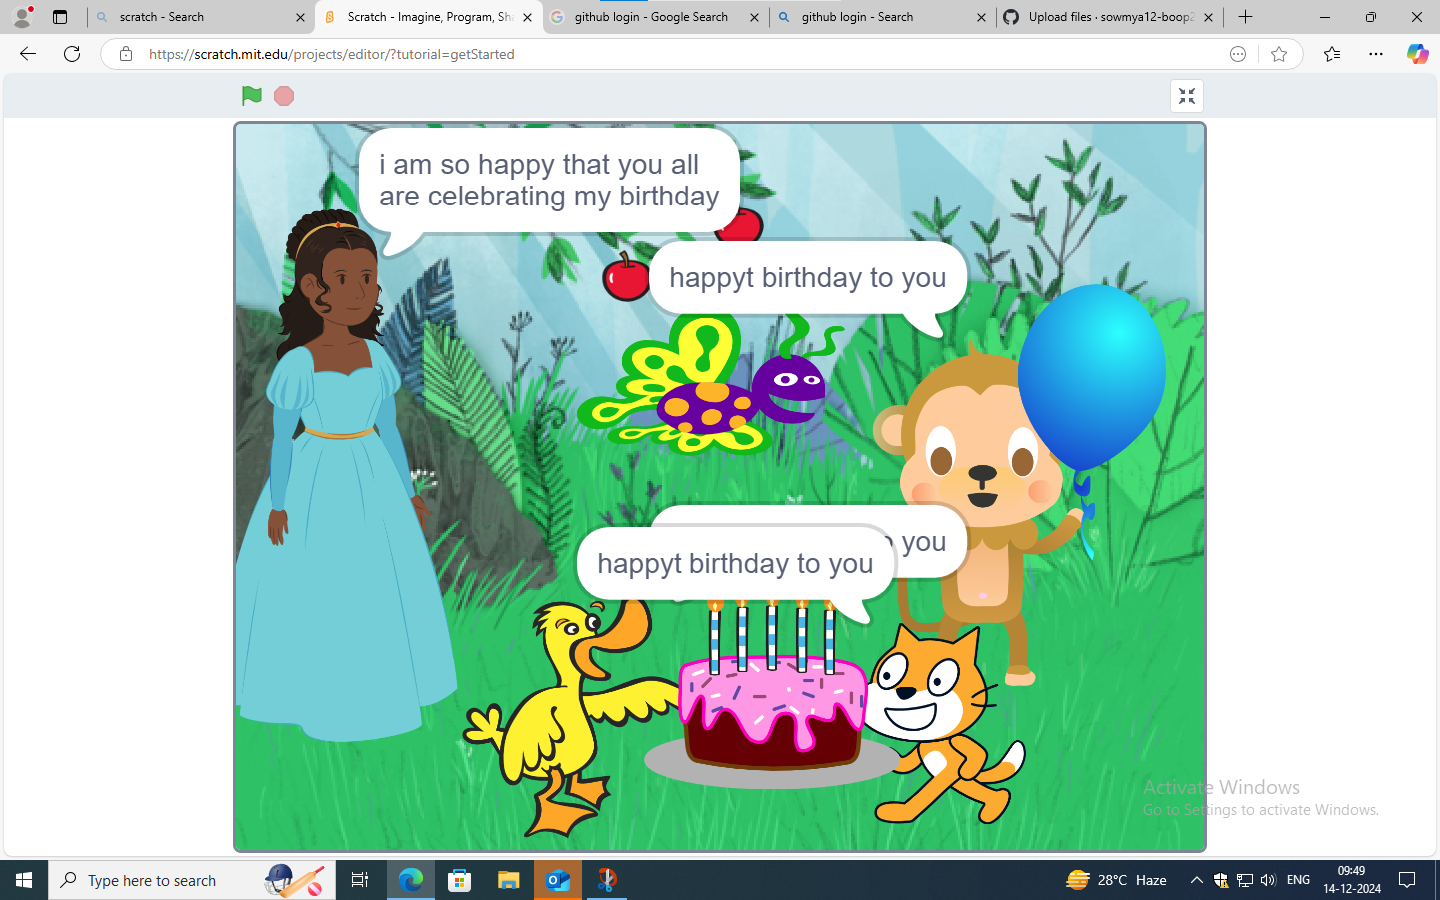 scratch - Search
Scratch - Imagine, Program, Sha
github login - Google Search
github login - Search
Upload files · sowmya12-boop2
https://scratch.mit.edu/projects/editor/?tutorial=getStarted
i am so happy that you all
are celebrating my birthday
happyt birthday to you
you
happyt birthday to you
Activate Windows
Go to Settings to activate Windows.
Type here to search
28°C Haze
ENG
09:49
14-12-2024